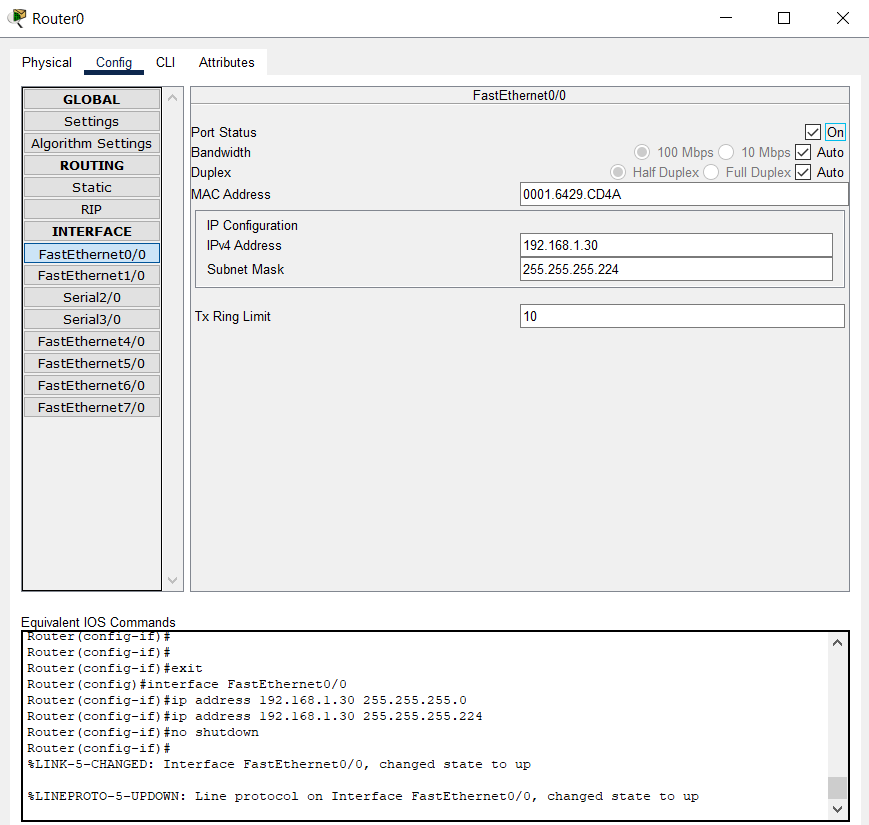 Router0
Physical Config CLI Attributes
GLOBAL
Settings
Algorithm Settings
ROUTING
Static
RIP
INTERFACE
FastEthernet0/0
FastEthernet1/0
Serial2/0
Serial3/0
FastEthernet4/0
FastEthernet5/0
FastEthernet6/0
FastEthernet7/0
FastEthernet0/0
Port Status On
Bandwidth 100 Mbps 10 Mbps Auto
Duplex Half Duplex Full Duplex Auto
MAC Address 0001.6429.CD4A
IP Configuration
IPv4 Address 192.168.1.30
Subnet Mask 255.255.255.224
Tx Ring Limit 10
Equivalent IOS Commands
Router(config-if)#
Router(config-if)#
Router(config-if)#exit
Router(config)#interface FastEthernet0/0
Router(config-if)#ip address 192.168.1.30 255.255.255.0
Router(config-if)#ip address 192.168.1.30 255.255.255.224
Router(config-if)#no shutdown
Router(config-if)#
%LINK-5-CHANGED: Interface FastEthernet0/0, changed state to up
%LINEPROTO-5-UPDOWN: Line protocol on Interface FastEthernet0/0, changed state to up